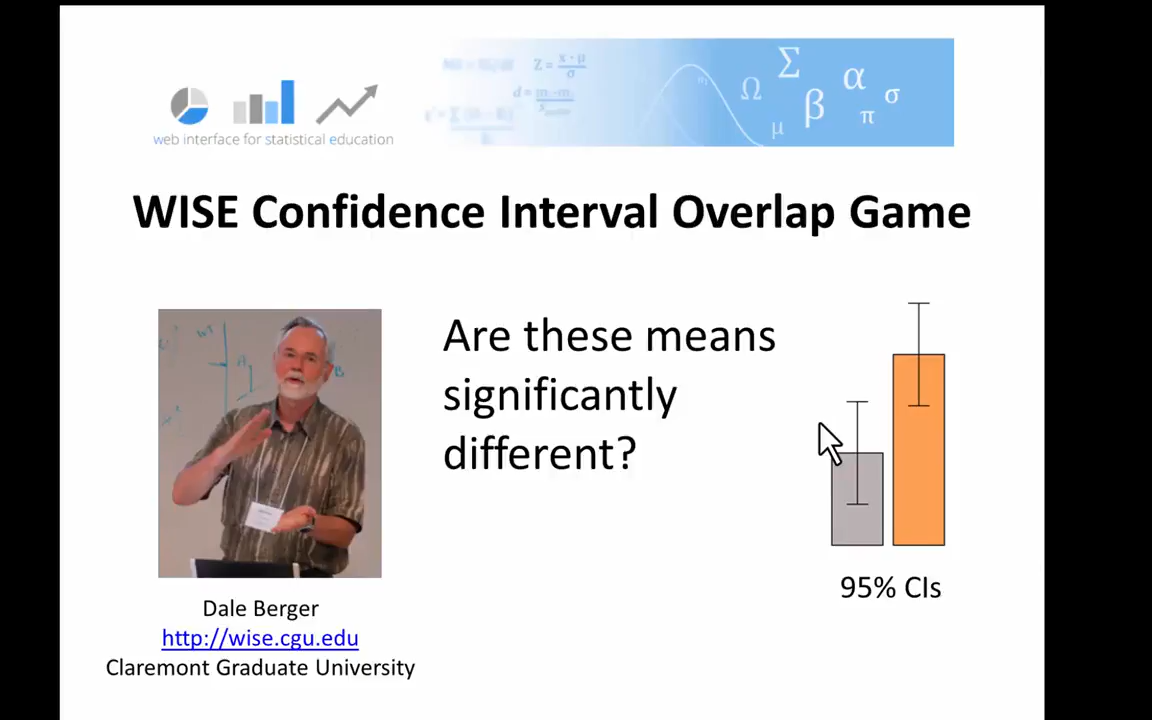 Z = x - μ
σ
Σ
Ω
β
α
σ
μ
π
web interface for statistical education
WISE Confidence Interval Overlap Game
Are these means
significantly
different?
95% CIs
Dale Berger
http://wise.cgu.edu
Claremont Graduate University